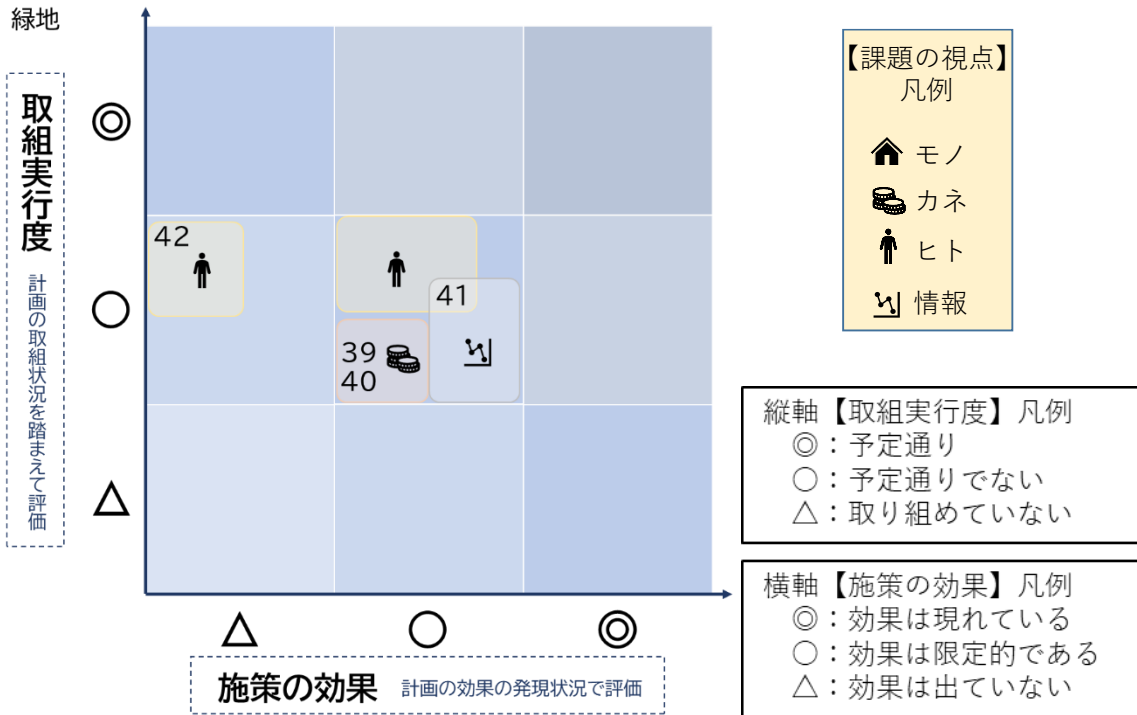 緑地
取組実行度
計画の取組状況を踏まえて評価
◎
○
△
42
41
39
40
△
○
◎
施策の効果 計画の効果の発現状況で評価
【課題の視点】
凡例
モノ
カネ
ヒト
情報
縦軸【取組実行度】凡例
◎：予定通り
○：予定通りでない
△：取り組めていない
横軸【施策の効果】凡例
◎：効果は現れている
○：効果は限定的である
△：効果は出ていない